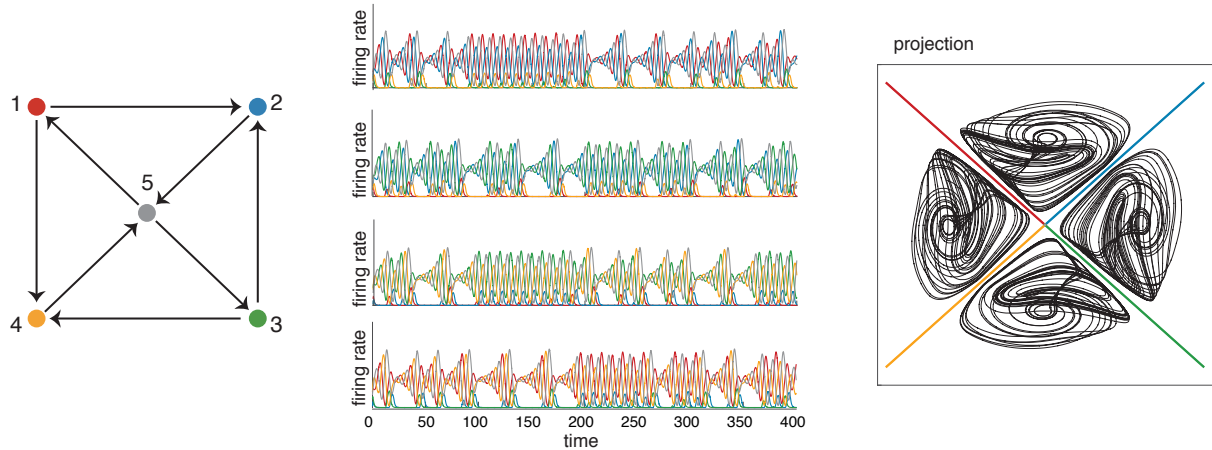 1
2
5
4
3
firing rate
firing rate
firing rate
firing rate
0 50 100 150 200 250 300 350 400
time
projection